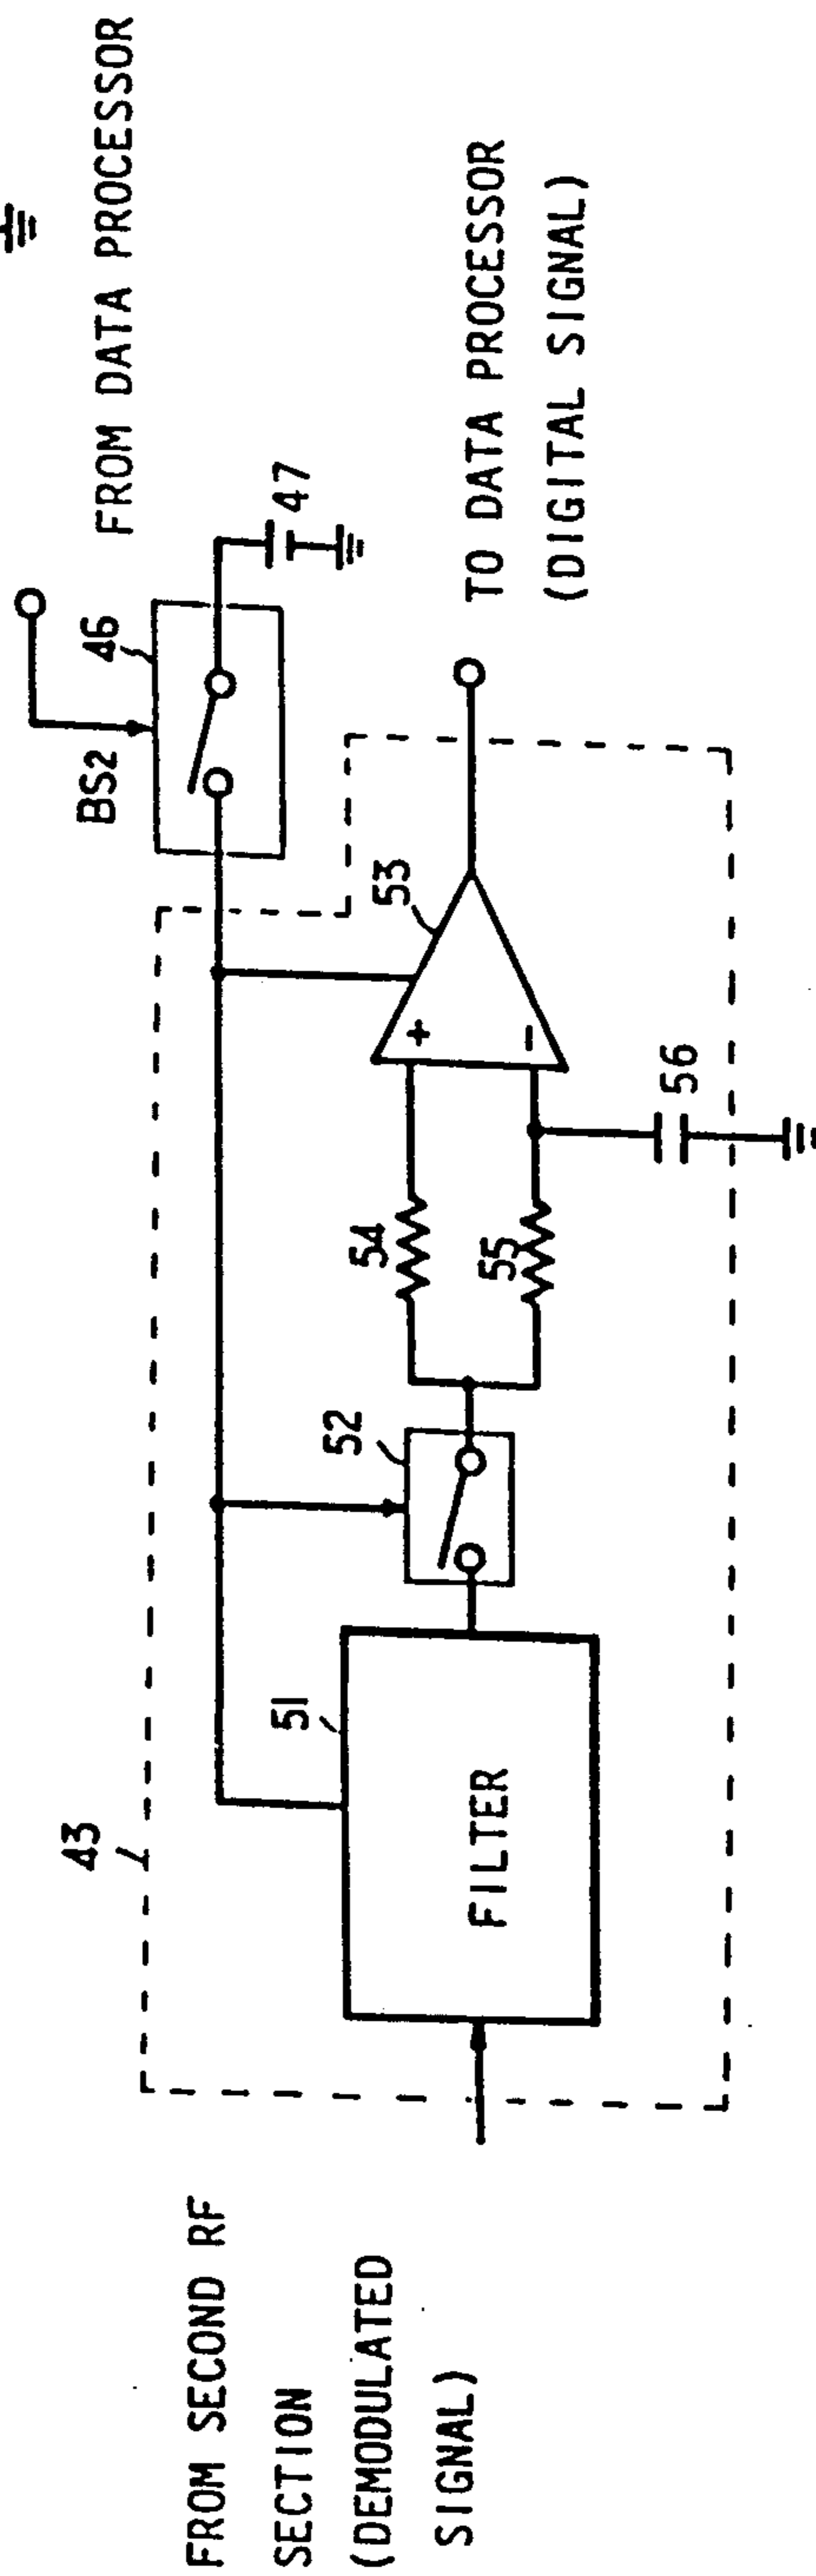 FROM DATA PROCESSOR
BS2
46
47
43
51
FILTER
52
54
55
53
56
FROM SECOND RF
SECTION
(DEMODULATED
SIGNAL)
TO DATA PROCESSOR
(DIGITAL SIGNAL)
+
−